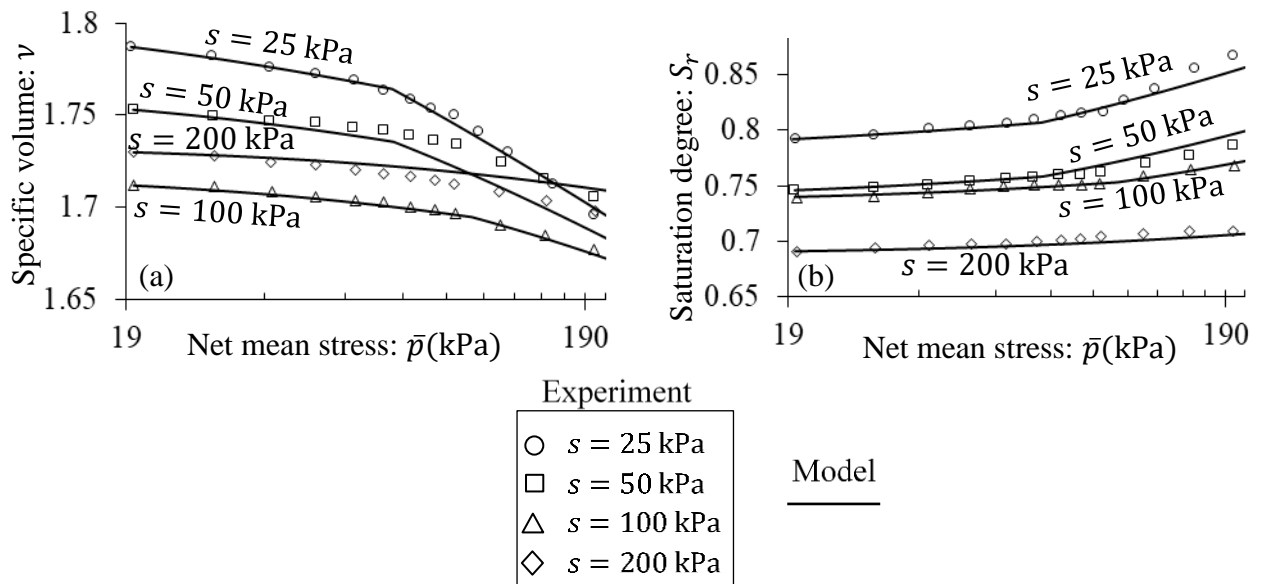 Specific volume: ν
1.8
1.75
1.7
1.65
s = 25 kPa
s = 50 kPa
s = 200 kPa
s = 100 kPa
(a)
19
190
Net mean stress: p̄(kPa)
Saturation degree: Sᵣ
0.85
0.8
0.75
0.7
0.65
s = 25 kPa
s = 50 kPa
s = 100 kPa
s = 200 kPa
(b)
19
190
Net mean stress: p̄(kPa)
Experiment
s = 25 kPa
s = 50 kPa
s = 100 kPa
s = 200 kPa
Model